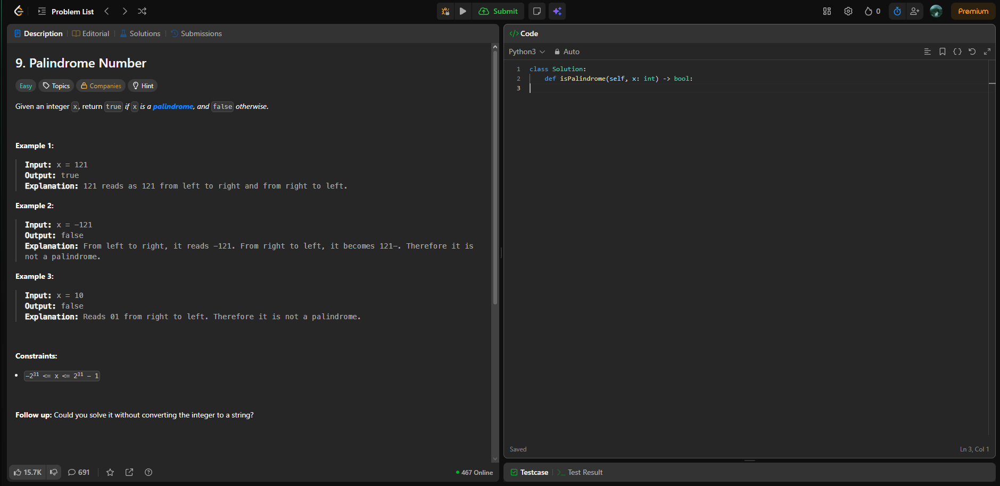 Problem List
Submit
0
Premium
Description
Editorial
Solutions
Submissions
9. Palindrome Number
Easy
Topics
Companies
Hint
Given an integer x, return true if x is a palindrome, and false otherwise.
Example 1:
Input: x = 121
Output: true
Explanation: 121 reads as 121 from left to right and from right to left.
Example 2:
Input: x = -121
Output: false
Explanation: From left to right, it reads -121. From right to left, it becomes 121-. Therefore it is
not a palindrome.
Example 3:
Input: x = 10
Output: false
Explanation: Reads 01 from right to left. Therefore it is not a palindrome.
Constraints:
-2³¹ <= x <= 2³¹ - 1
Follow up: Could you solve it without converting the integer to a string?
15.7K
691
467 Online
</> Code
Python3
Auto
1 class Solution:
2 def isPalindrome(self, x: int) -> bool:
3
Saved
Ln 3, Col 1
Testcase
Test Result